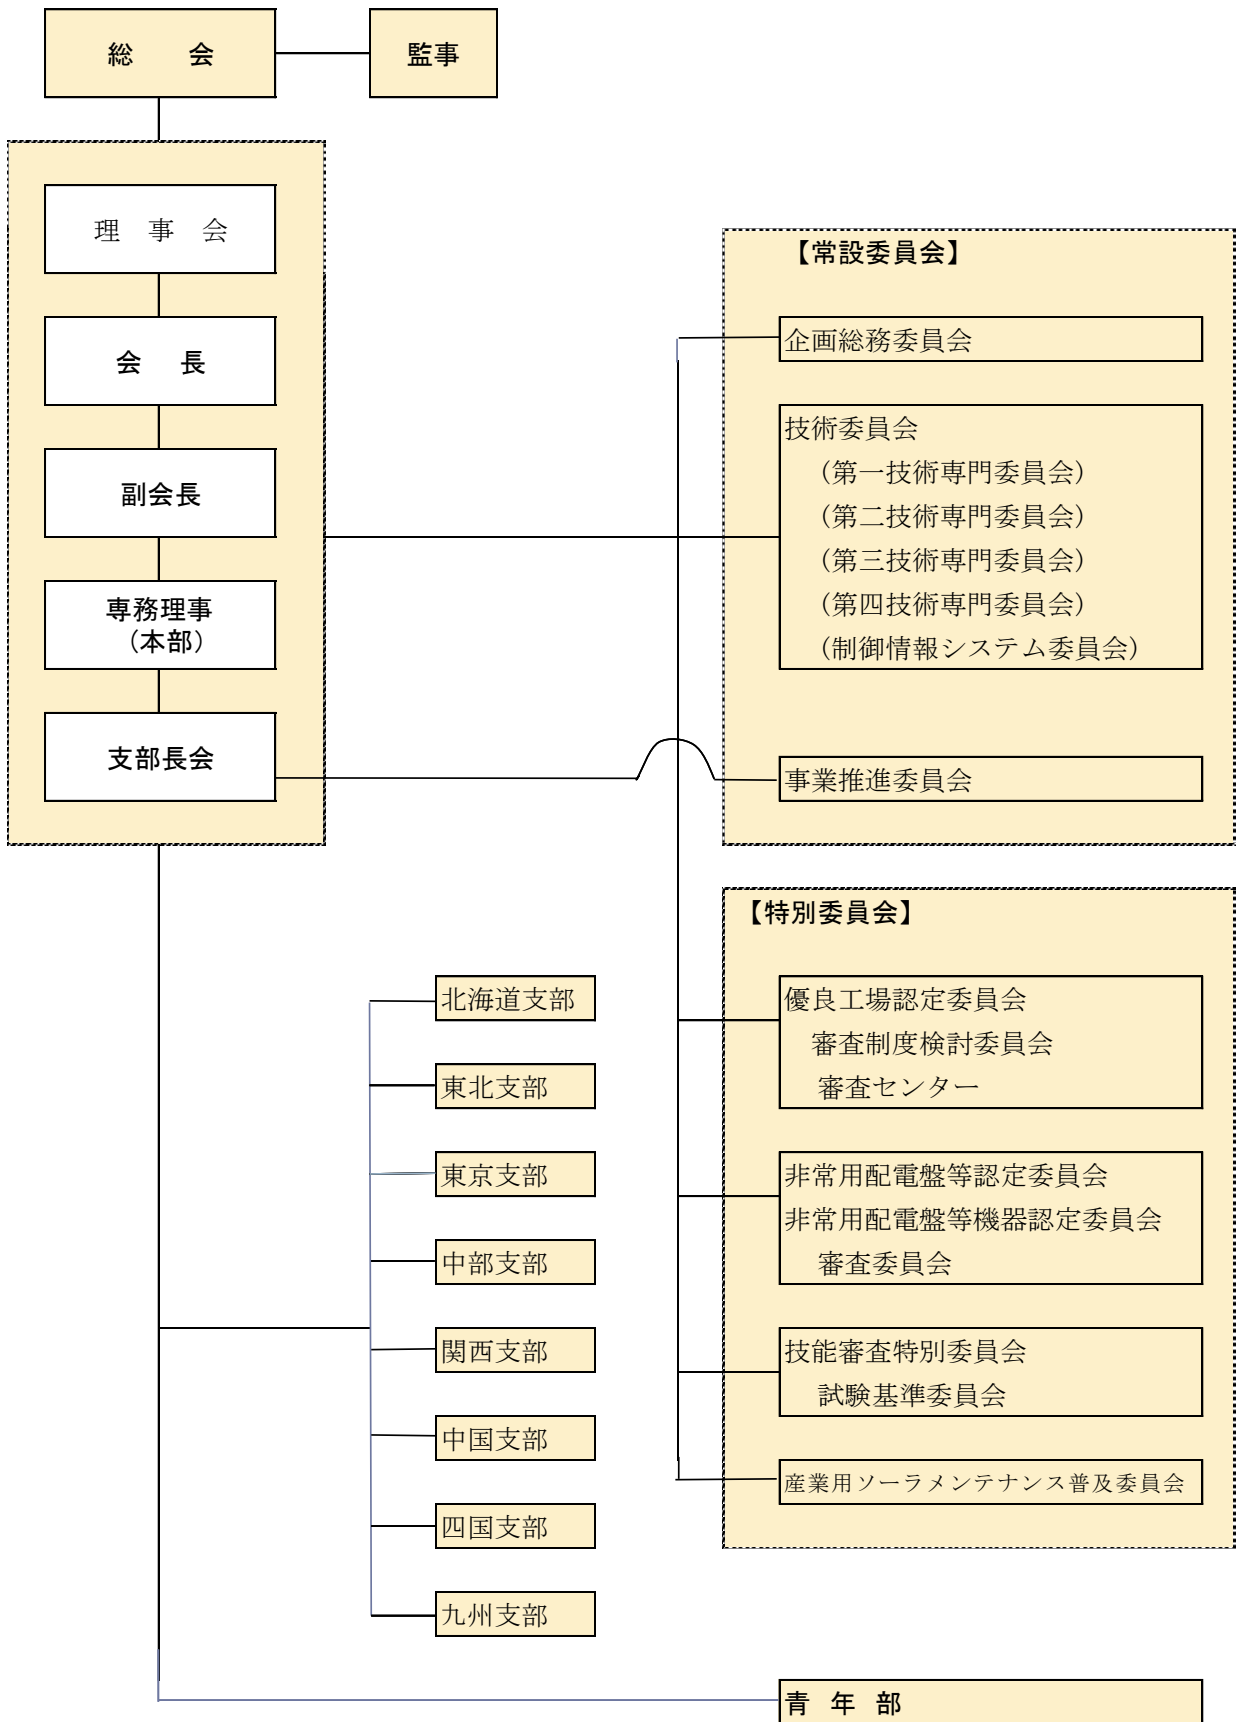 総　会
監事
理　事　会
会　長
副会長
専務理事
（本部）
支部長会
【常設委員会】
企画総務委員会
技術委員会
（第一技術専門委員会）
（第二技術専門委員会）
（第三技術専門委員会）
（第四技術専門委員会）
（制御情報システム委員会）
事業推進委員会
【特別委員会】
優良工場認定委員会
審査制度検討委員会
審査センター
非常用配電盤等認定委員会
非常用配電盤等機器認定委員会
審査委員会
技能審査特別委員会
試験基準委員会
産業用ソーラメンテナンス普及委員会
北海道支部
東北支部
東京支部
中部支部
関西支部
中国支部
四国支部
九州支部
青　年　部